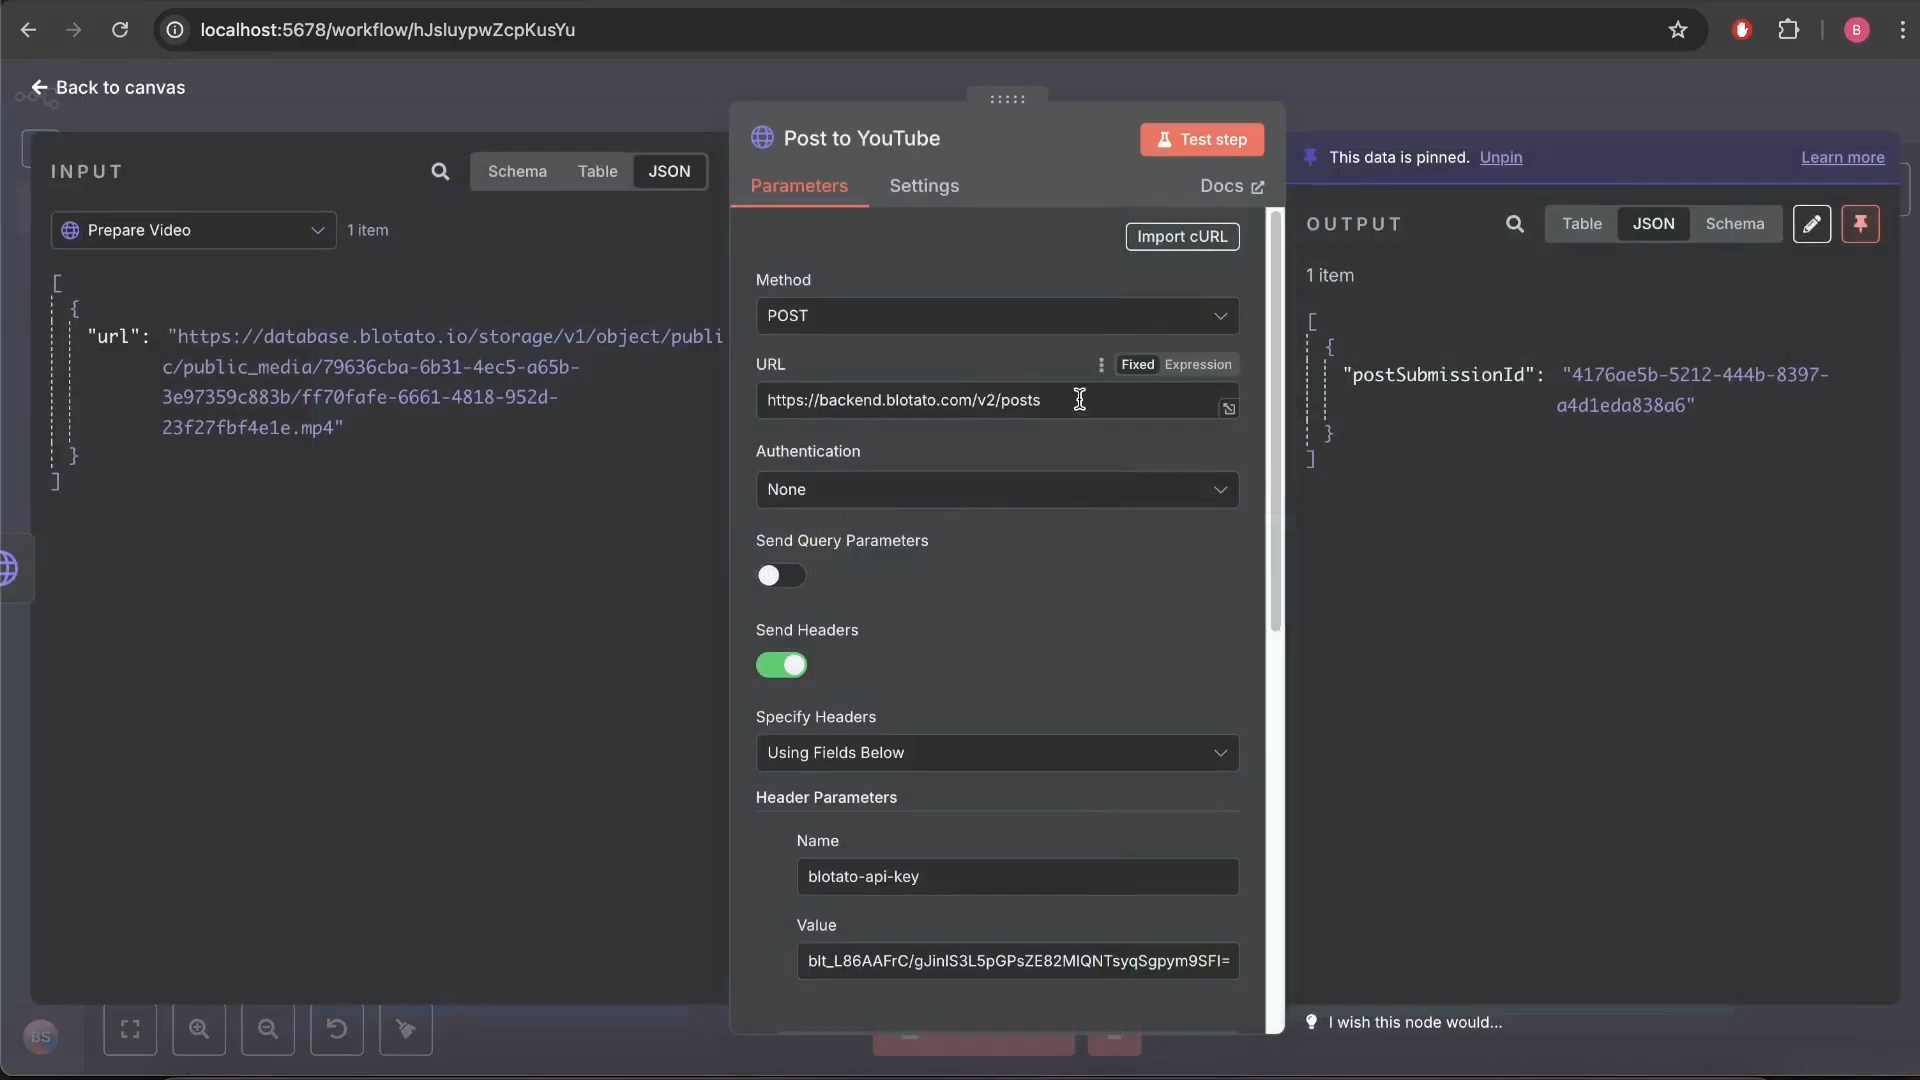 localhost:5678/workflow/hJsluypwZcpKusYu
B
Back to canvas
INPUT
Schema
Table
JSON
Prepare Video
1 item
[
{
"url": "https://database.blotato.io/storage/v1/object/publi
c/public_media/79636cba-6b31-4ec5-a65b-
3e97359c883b/ff70fafe-6661-4818-952d-
23f27fbf4e1e.mp4"
}
]
Post to YouTube
Test step
Parameters
Settings
Docs
Import cURL
Method
POST
URL
Fixed
Expression
https://backend.blotato.com/v2/posts
Authentication
None
Send Query Parameters
Send Headers
Specify Headers
Using Fields Below
Header Parameters
Name
blotato-api-key
Value
blt_L86AAFrC/gJinIS3L5pGPsZE82MIQNTsyqSgpym9SFI=
This data is pinned. Unpin
Learn more
OUTPUT
Table
JSON
Schema
1 item
[
{
"postSubmissionId": "4176ae5b-5212-444b-8397-
a4d1eda838a6"
}
]
BS
I wish this node would...